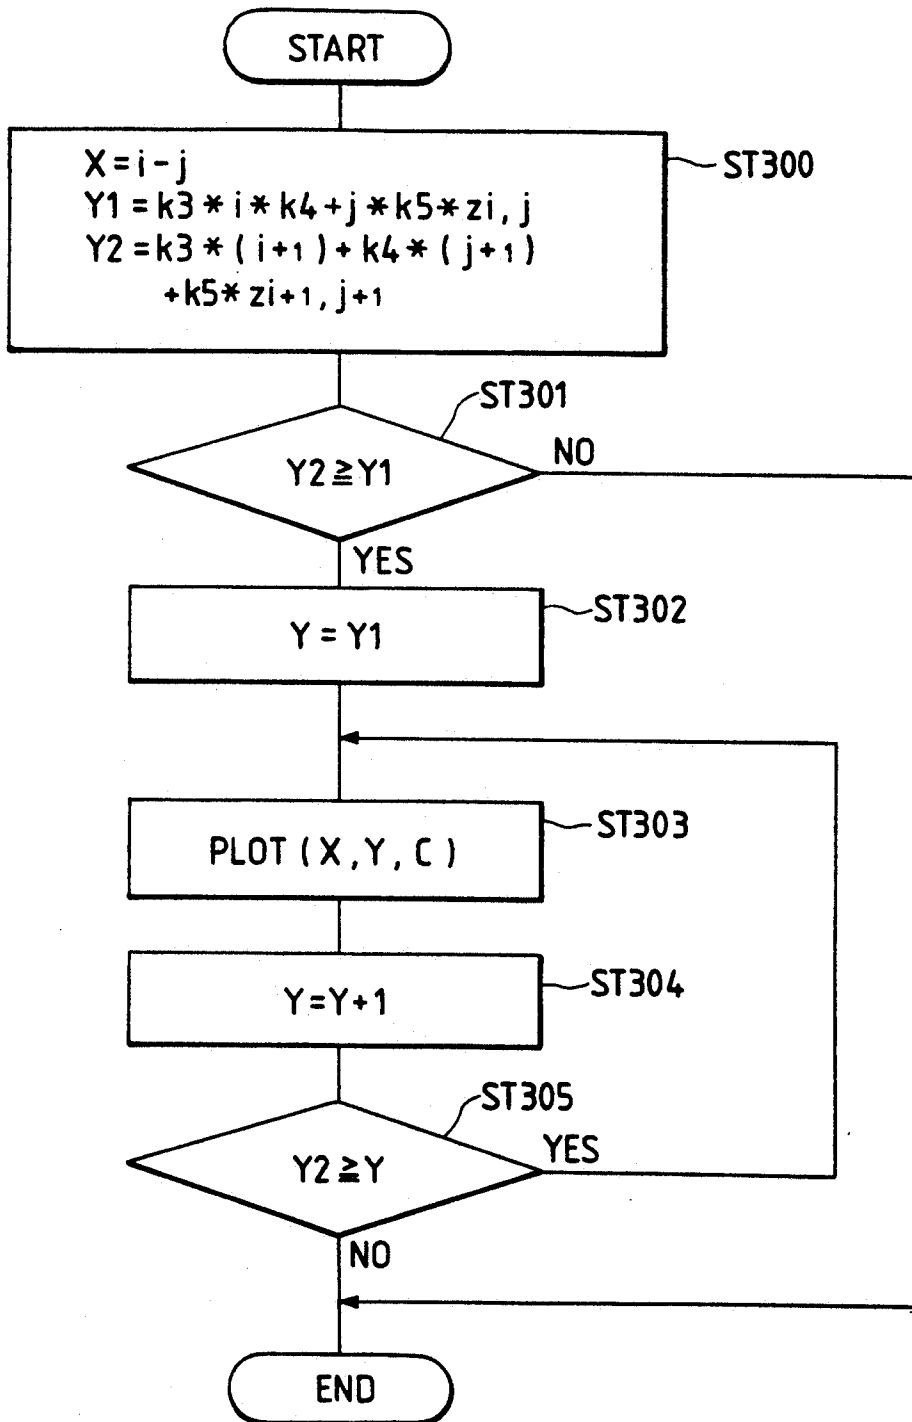 START
X=i-j
ST300
Y1=k3*i*k4+j*k5*zi,j
Y2=k3*(i+1)+k4*(j+1)
+k5*zi+1,j+1
ST301
Y2≧Y1
NO
YES
ST302
Y=Y1
ST303
PLOT(X,Y,C)
ST304
Y=Y+1
ST305
Y2≧Y
YES
NO
END